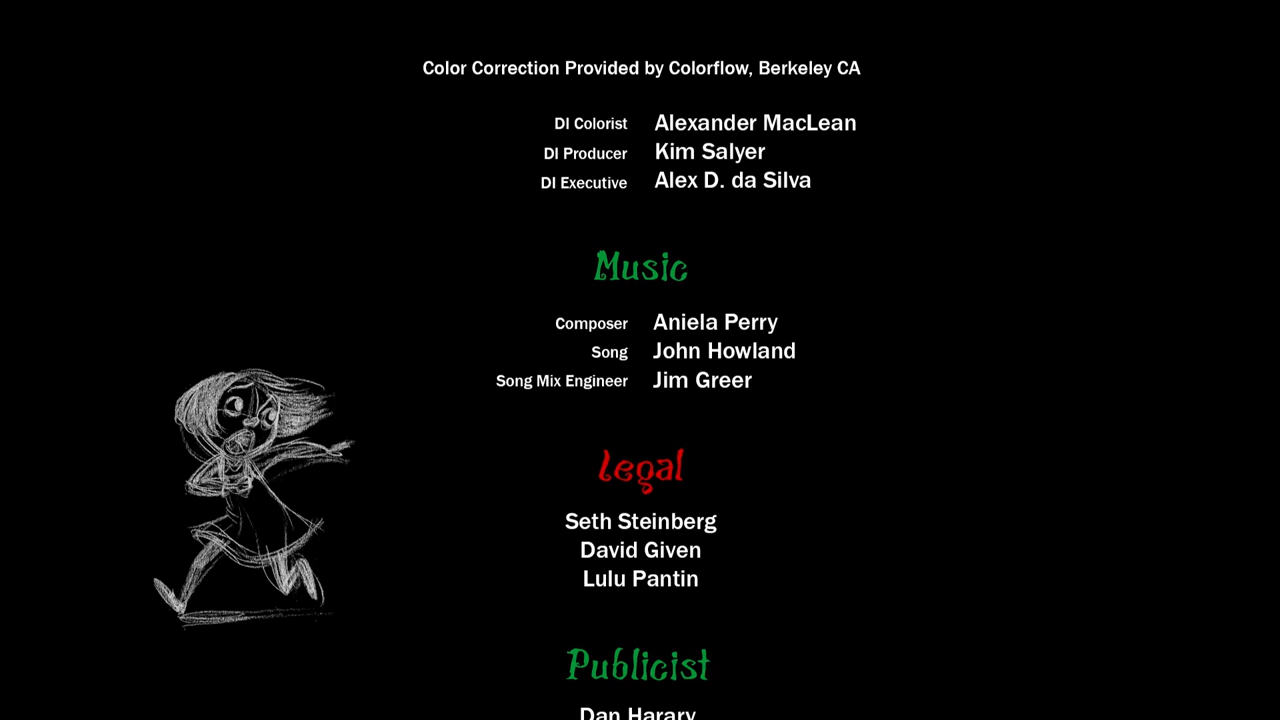 Color Correction Provided by Colorflow, Berkeley CA
DI Colorist Alexander MacLean
DI Producer Kim Salyer
DI Executive Alex D. da Silva
Music
Composer Aniela Perry
Song John Howland
Song Mix Engineer Jim Greer
Legal
Seth Steinberg
David Given
Lulu Pantin
Publicist
Dan Harary